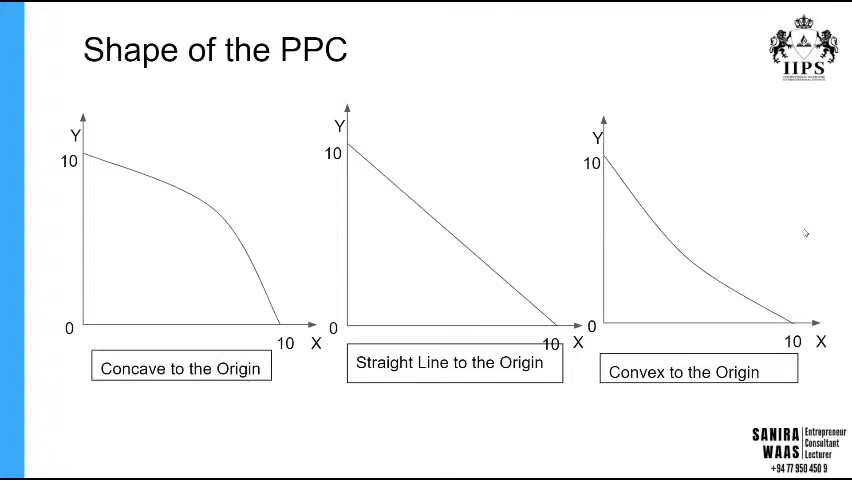 Shape of the PPC
IIPS
Y
10
0
10
X
Concave to the Origin
Y
10
0
10
X
Straight Line to the Origin
Y
10
0
10
X
Convex to the Origin
SANIRA
WAAS
Entrepreneur
Consultant
Lecturer
+94 77 950 450 9